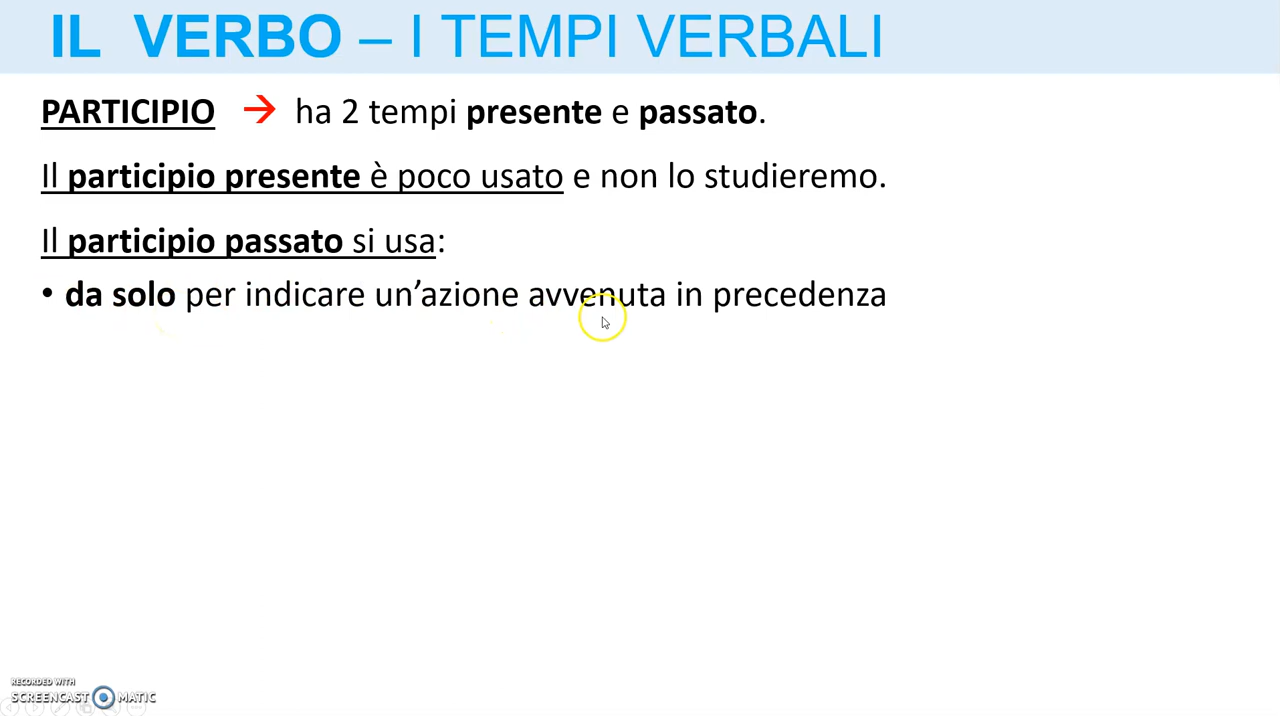 IL VERBO – I TEMPI VERBALI
PARTICIPIO → ha 2 tempi presente e passato.
Il participio presente è poco usato e non lo studieremo.
Il participio passato si usa:
• da solo per indicare un’azione avvenuta in precedenza
RECORDED WITH
SCREENCAST MATIC